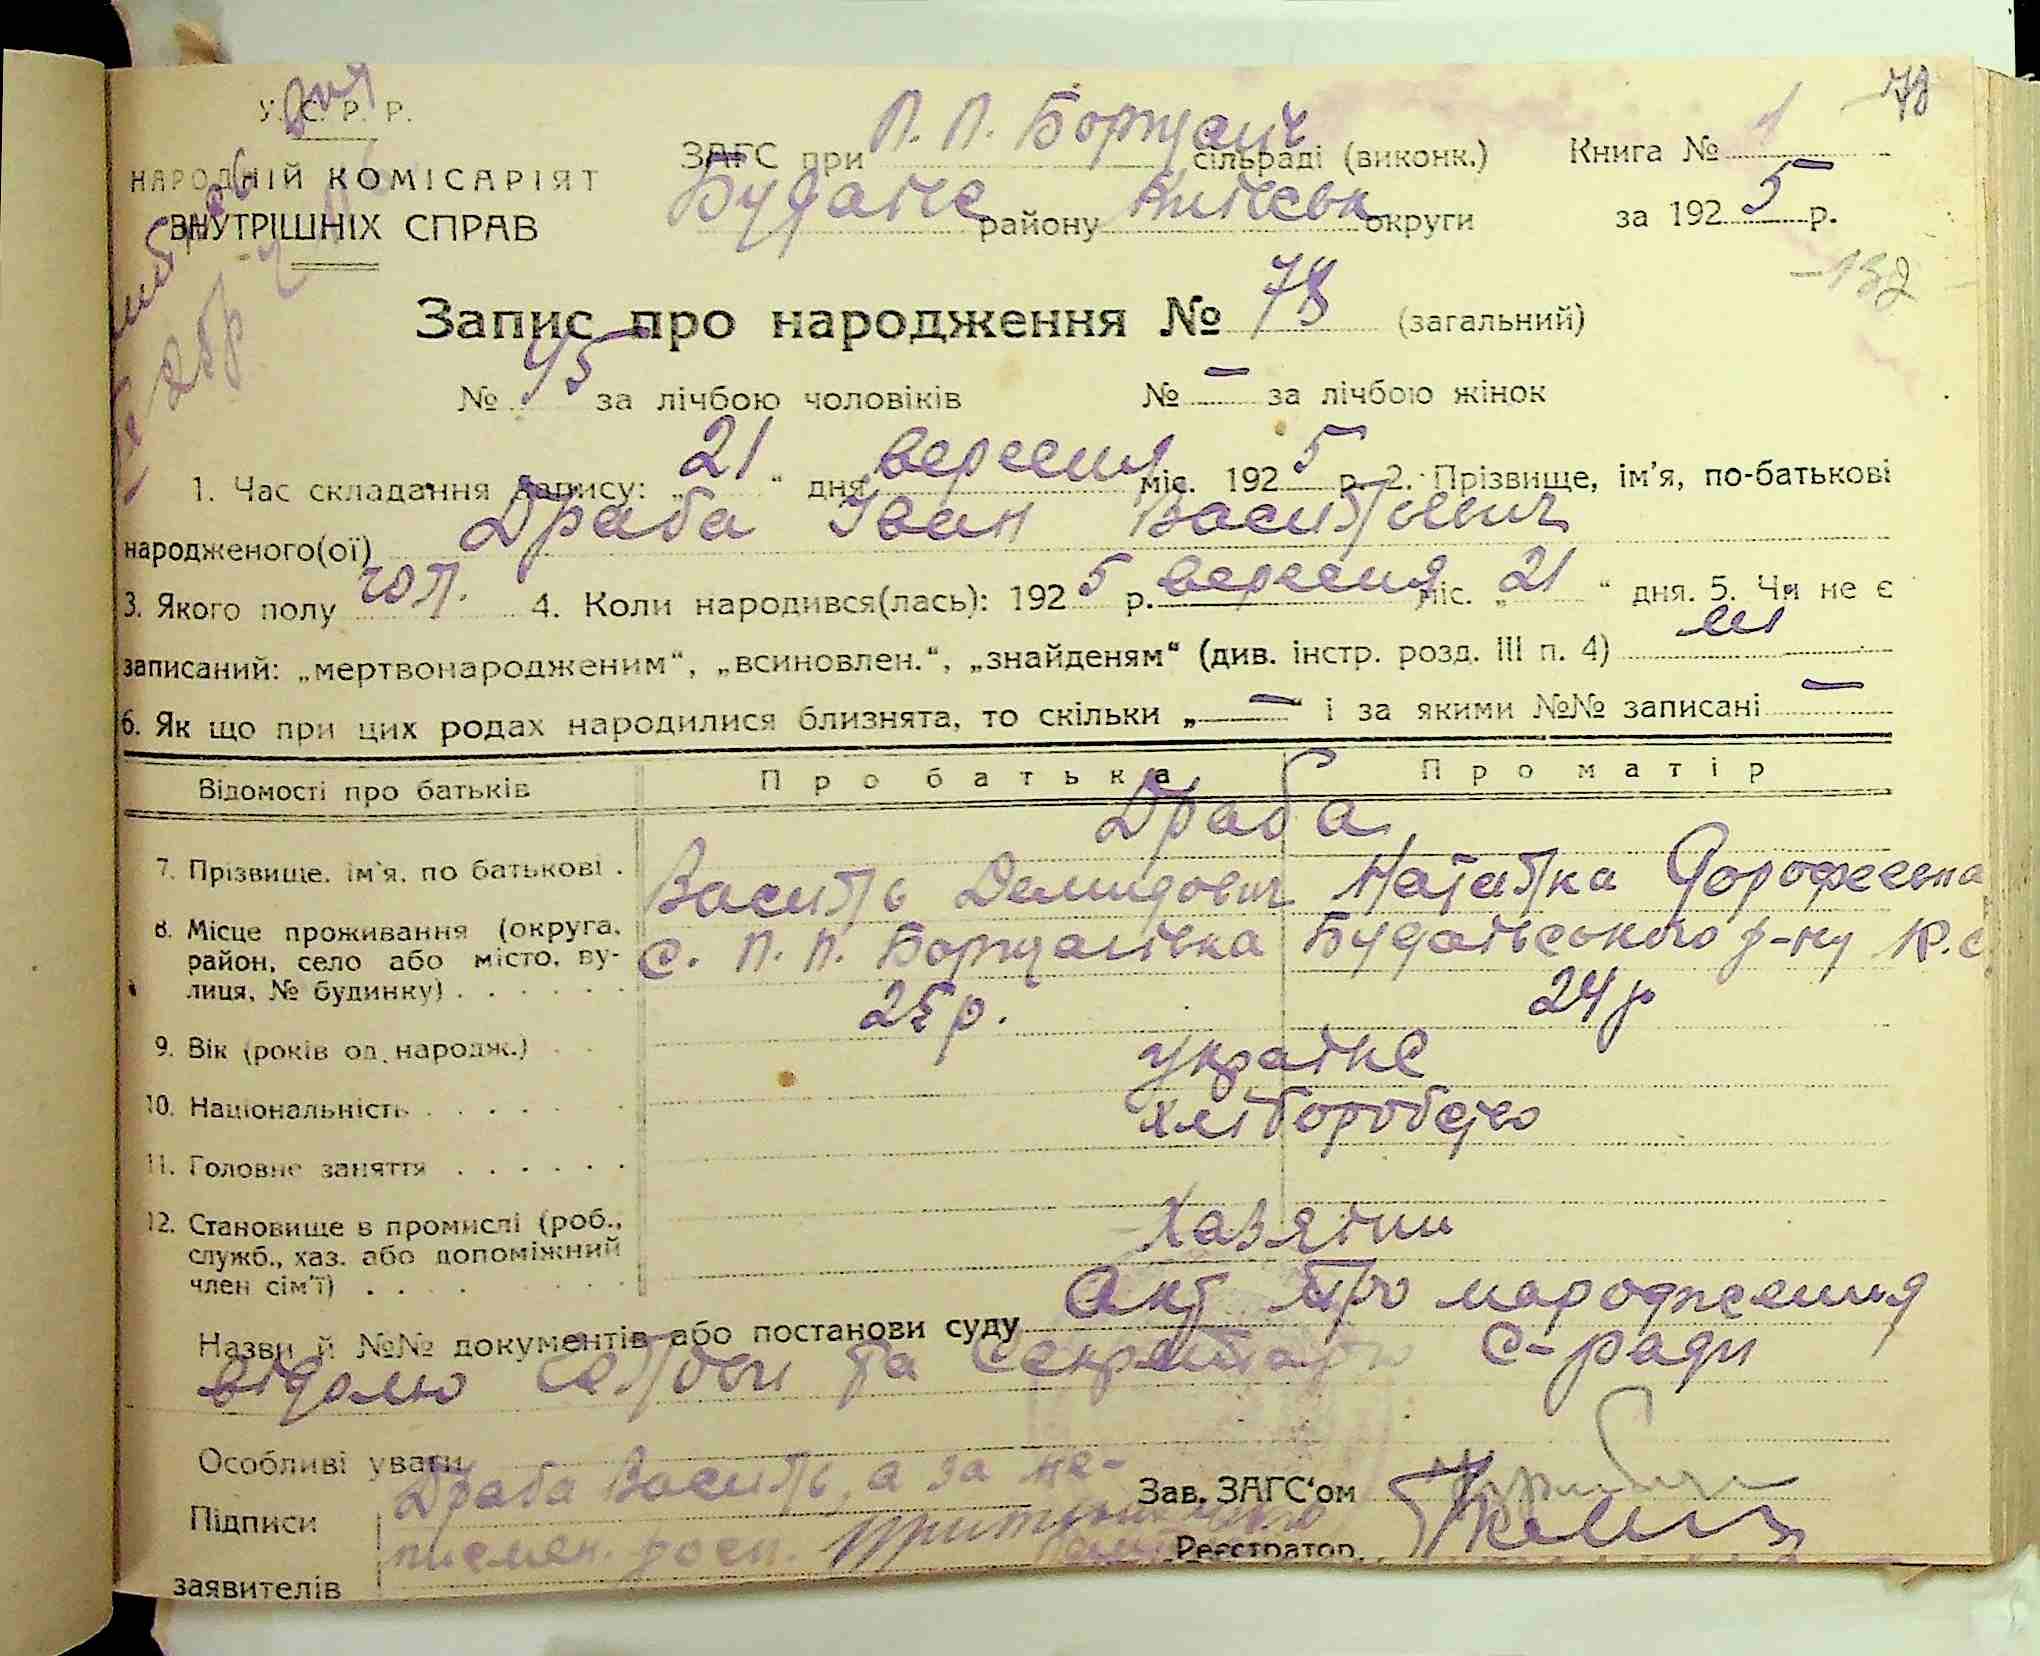 У. С. Р. Р.
НАРОДНІЙ КОМІСАРІЯТ
ВНУТРІШНІХ СПРАВ
ЗАГС при П. П. Борщагів сільраді (виконк.)
Будаївс району Київськ округи
Книга № 1
за 1925 р.
78
132
Запис про народження № 78 (загальний)
№ 45 за лічбою чоловіків № — за лічбою жінок
1. Час складання запису: „21“ дня вересня міс. 1925 р. 2. Прізвище, ім'я, по-батькові
народженого(ої) Драба Іван Васильович
3. Якого полу чол. 4. Коли народився(лась): 1925 р. вересня міс. „21“ дня. 5. Чи не є
записаний: „мертвонародженим“, „всиновлен.“, „знайденям“ (див. інстр. розд. III п. 4) ні
6. Як що при цих родах народилися близнята, то скільки „ — і за якими №№ записані —
Відомості про батьків Про батька Про матір
Драба
7. Прізвище, ім'я, по батькові . Василь Демидович Наталка Дорофеевна
8. Місце проживання (округа, район, село або місто, вулиця, № будинку) . . . . . . с. П. П. Борщагівка Будаївського р-ну К.о
9. Вік (років од народж.) . . 25 р. 24 р
10. Національність . . . . . . українс
11. Головне заняття . . . . . . хліборобство
12. Становище в промислі (роб., служб., хаз. або допоміжний член сім'ї) . . . . . Хазяїни
Назви й №№ документів або постанови суду Акт про народження
відомо та Секретарю С-ради
Особливі уваги
Підписи
заявителів
Драба Василь, а за не-
письмен. росп.
Зав. ЗАГС'ом
Реєстратор